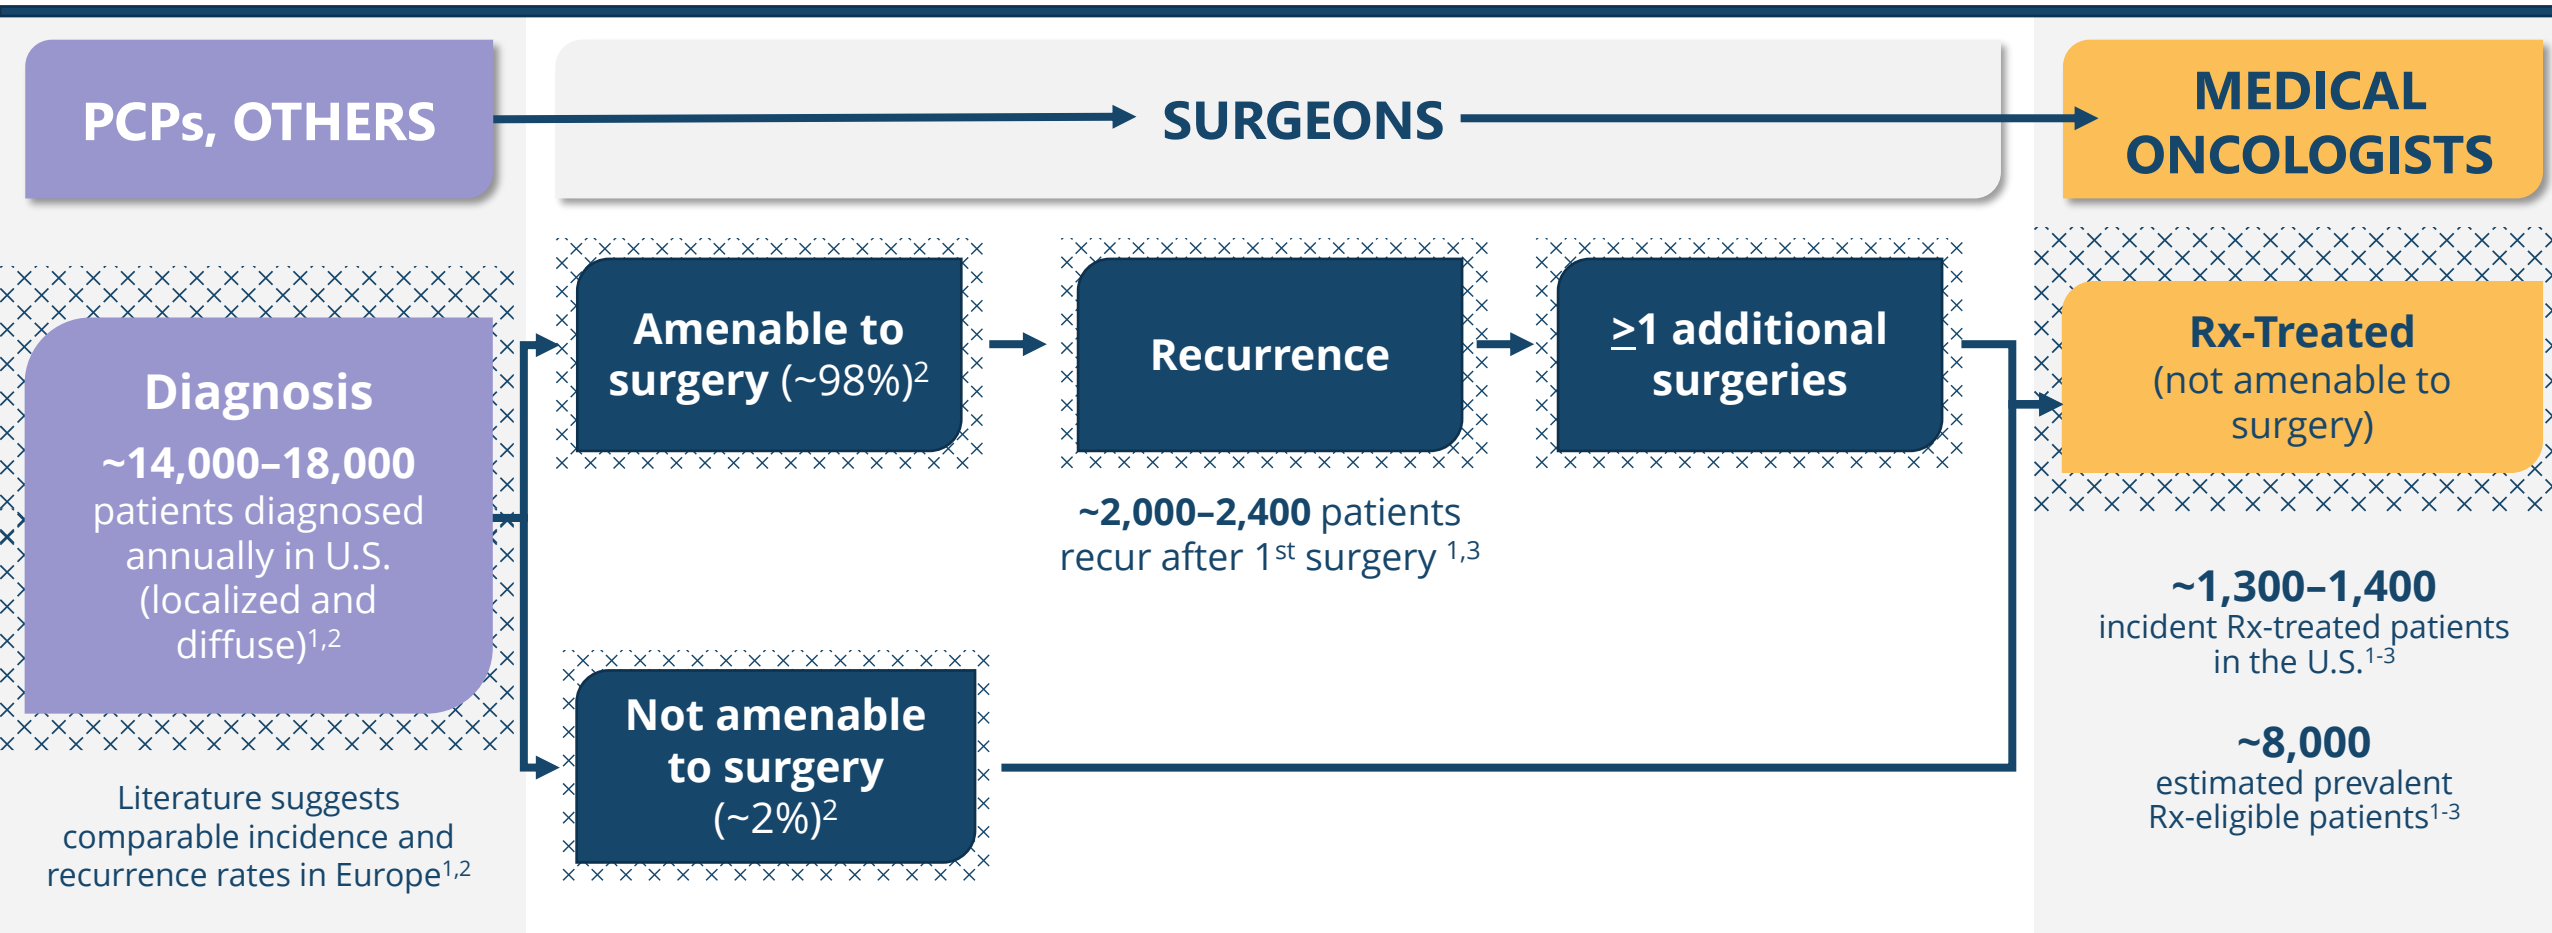 PCPs, OTHERS
SURGEONS
MEDICAL
ONCOLOGISTS
Diagnosis
~14,000–18,000
patients diagnosed
annually in U.S.
(localized and
diffuse)1,2
Literature suggests
comparable incidence and
recurrence rates in Europe1,2
Amenable to
surgery (~98%)2
Recurrence
~2,000–2,400 patients
recur after 1st surgery 1,3
≥1 additional
surgeries
Not amenable
to surgery
(~2%)2
Rx-Treated
(not amenable to
surgery)
~1,300–1,400
incident Rx-treated patients
in the U.S.1-3
~8,000
estimated prevalent
Rx-eligible patients1-3